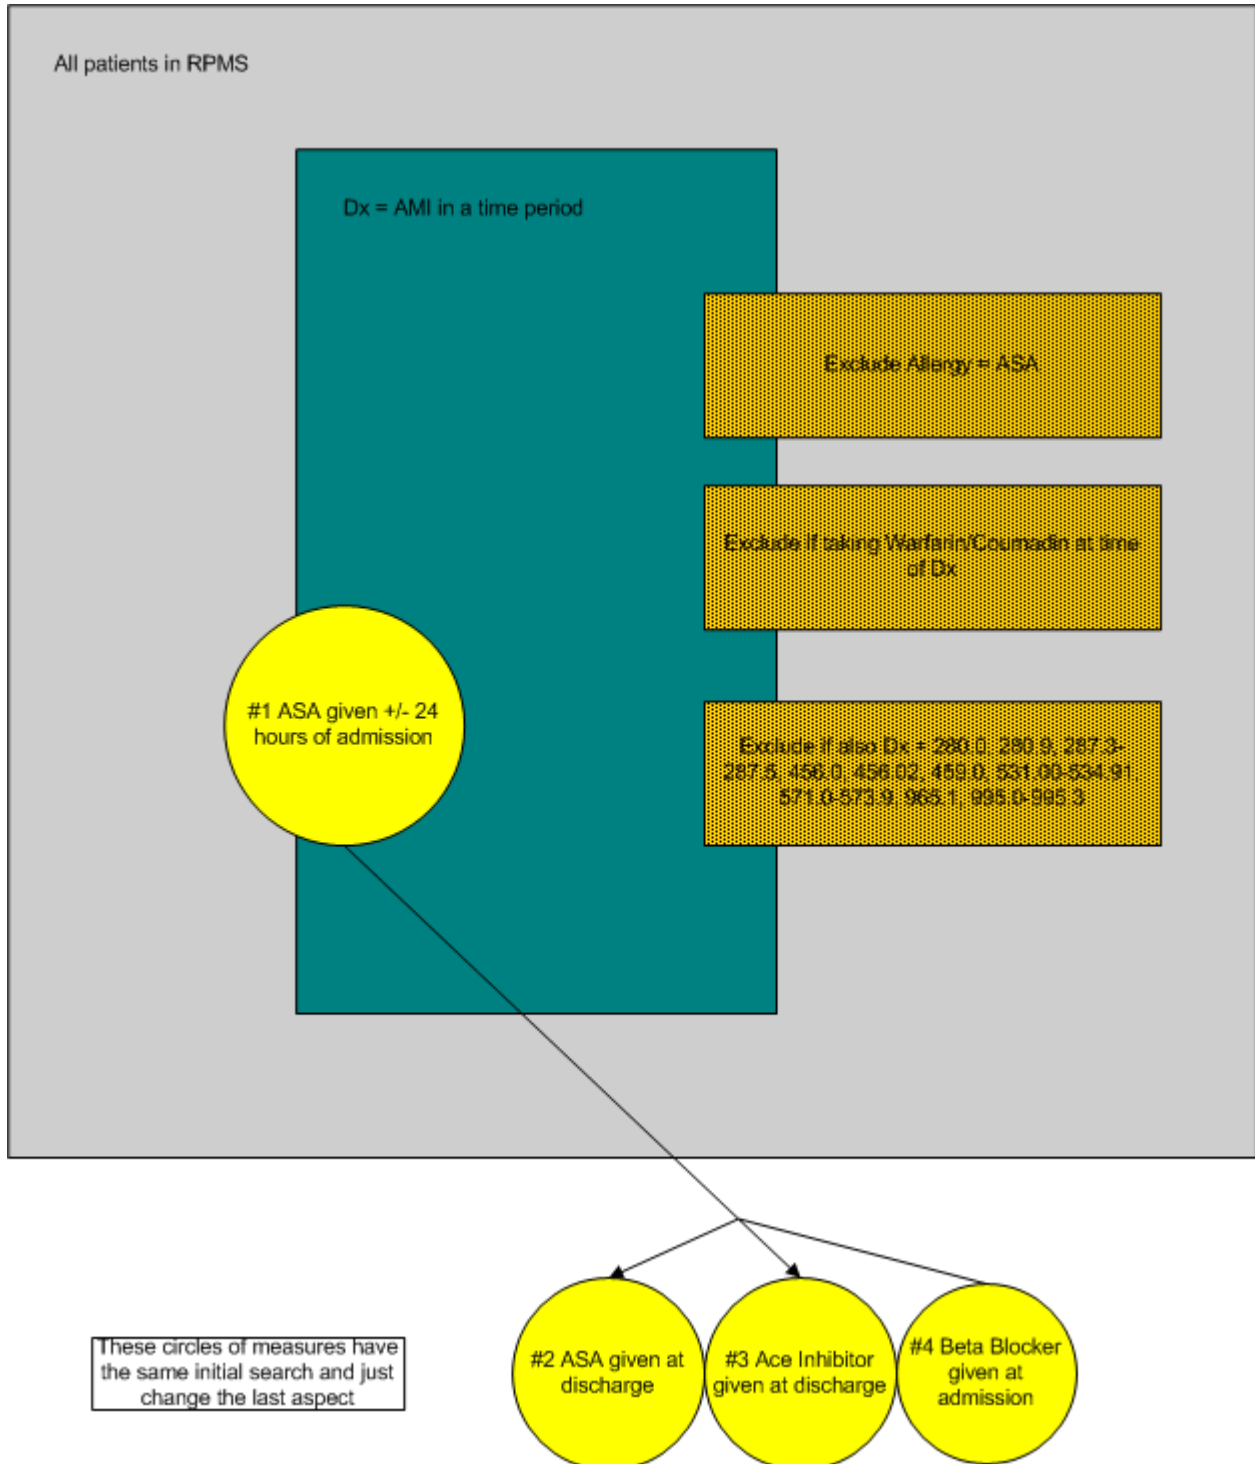 All patients in RPMS
Dx = AMI in a time period
Exclude Allergy = ASA
Exclude if taking Warfarin/Coumadin at time
of Dx
#1 ASA given +/- 24
hours of admission
Exclude if also Dx = 280.0, 280.9, 287.3-
287.5, 456.0, 456.02, 459.0, 531.00-534.91,
571.0-573.9, 965.1, 995.0-995.3
These circles of measures have
the same initial search and just
change the last aspect
#2 ASA given at
discharge
#3 Ace Inhibitor
given at discharge
#4 Beta Blocker
given at
admission